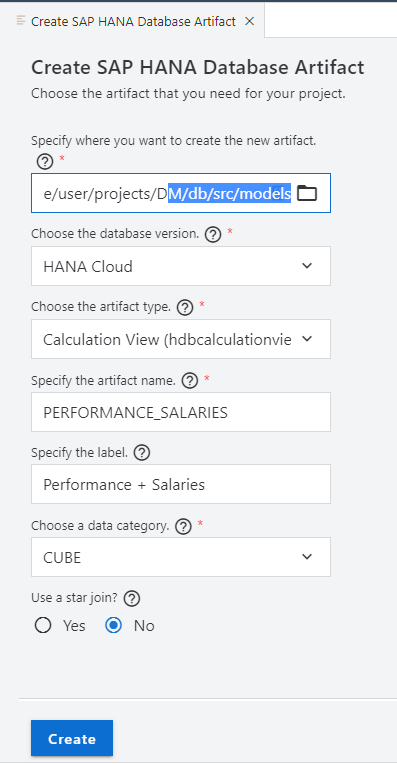 Create SAP HANA Database Artifact ×
Create SAP HANA Database Artifact
Choose the artifact that you need for your project.
Specify where you want to create the new artifact.
? *
e/user/projects/DM/db/src/models
Choose the database version. ? *
HANA Cloud
Choose the artifact type. ? *
Calculation View (hdbcalculationvie
Specify the artifact name. ? *
PERFORMANCE_SALARIES
Specify the label. ?
Performance + Salaries
Choose a data category. ? *
CUBE
Use a star join? ?
Yes No
Create